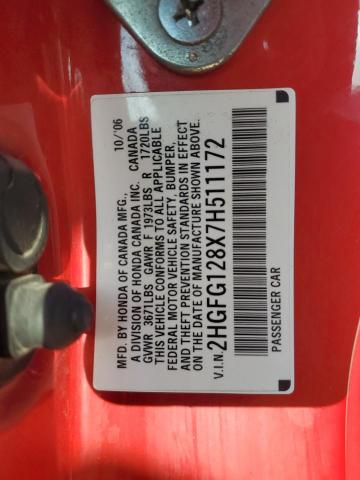 MFD. BY HONDA OF CANADA MFG., 10/'06
A DIVISION OF HONDA CANADA INC. CANADA
GVWR 3671LBS GAWR F 1973LBS R 1720LBS
THIS VEHICLE CONFORMS TO ALL APPLICABLE
FEDERAL MOTOR VEHICLE SAFETY, BUMPER,
AND THEFT PREVENTION STANDARDS IN EFFECT
ON THE DATE OF MANUFACTURE SHOWN ABOVE.
V.I.N. 2HGFG128X7H511172
PASSENGER CAR